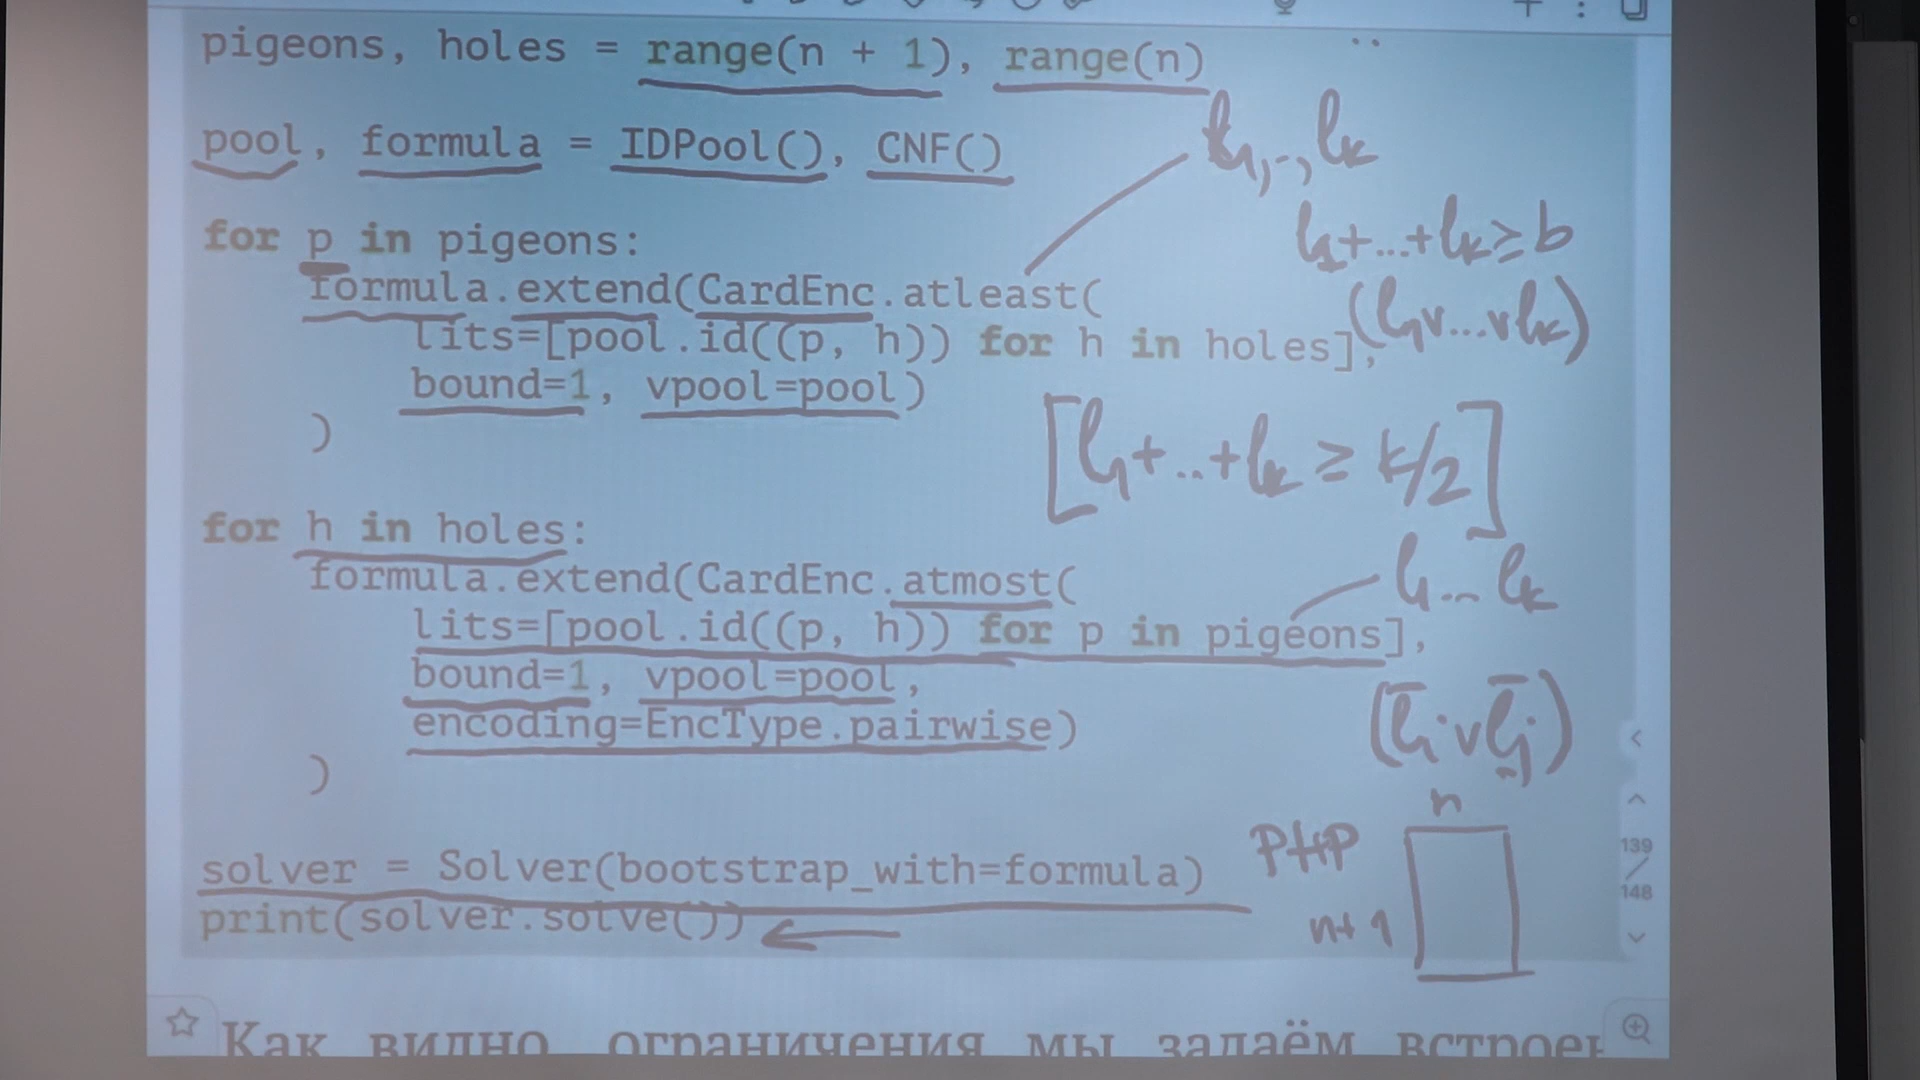 pigeons, holes = range(n + 1), range(n)
pool, formula = IDPool(), CNF()
l₁,..,lₖ
l₁+...+lₖ≥b
for p in pigeons:
formula.extend(CardEnc.atleast(
(l₁∨...∨lₖ)
lits=[pool.id((p, h)) for h in holes],
bound=1, vpool=pool)
)
[l₁+..+lₖ ≥ k/2]
for h in holes:
formula.extend(CardEnc.atmost(
l₁...lₖ
lits=[pool.id((p, h)) for p in pigeons],
bound=1, vpool=pool,
encoding=EncType.pairwise)
(l̅ᵢ∨l̅ⱼ)
)
n
PHP
139
/
148
n+1
solver = Solver(bootstrap_with=formula)
print(solver.solve())
Как видно, ограничения мы задаём